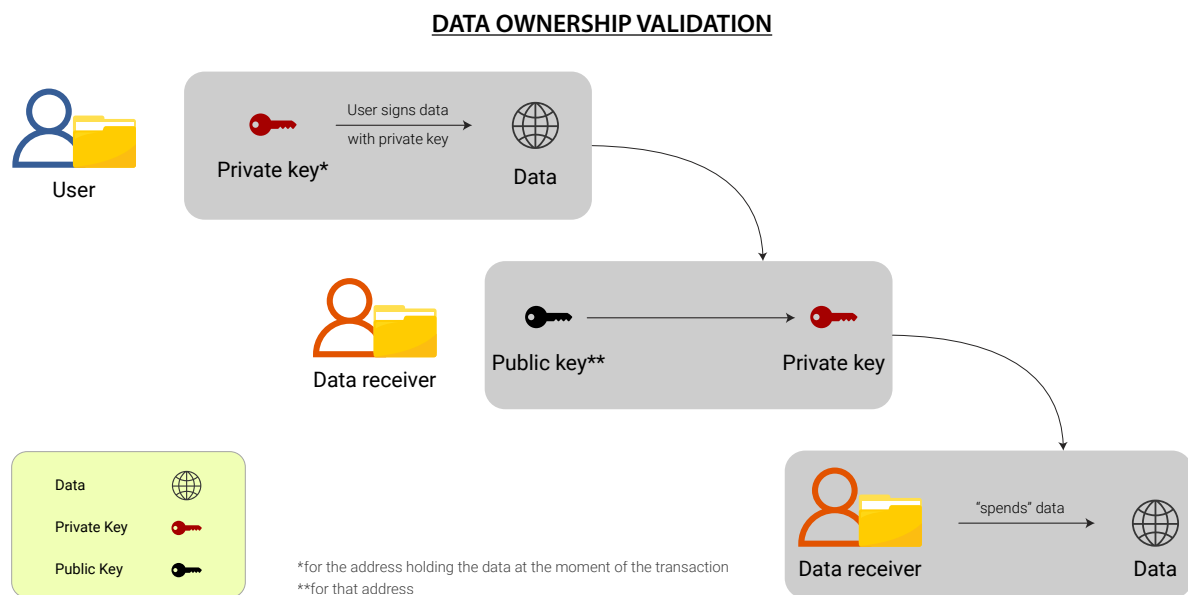 DATA OWNERSHIP VALIDATION
User signs data
with private key
Private key*
Data
User
Public key**
Private key
Data receiver
Data
Private Key
Public Key
"spends" data
Data receiver
Data
*for the address holding the data at the moment of the transaction
**for that address